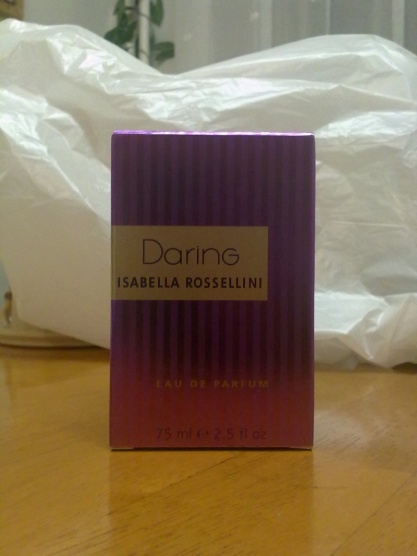 Daring
ISABELLA ROSSELLINI
EAU DE PARFUM
75 ml e 2.5 fl oz